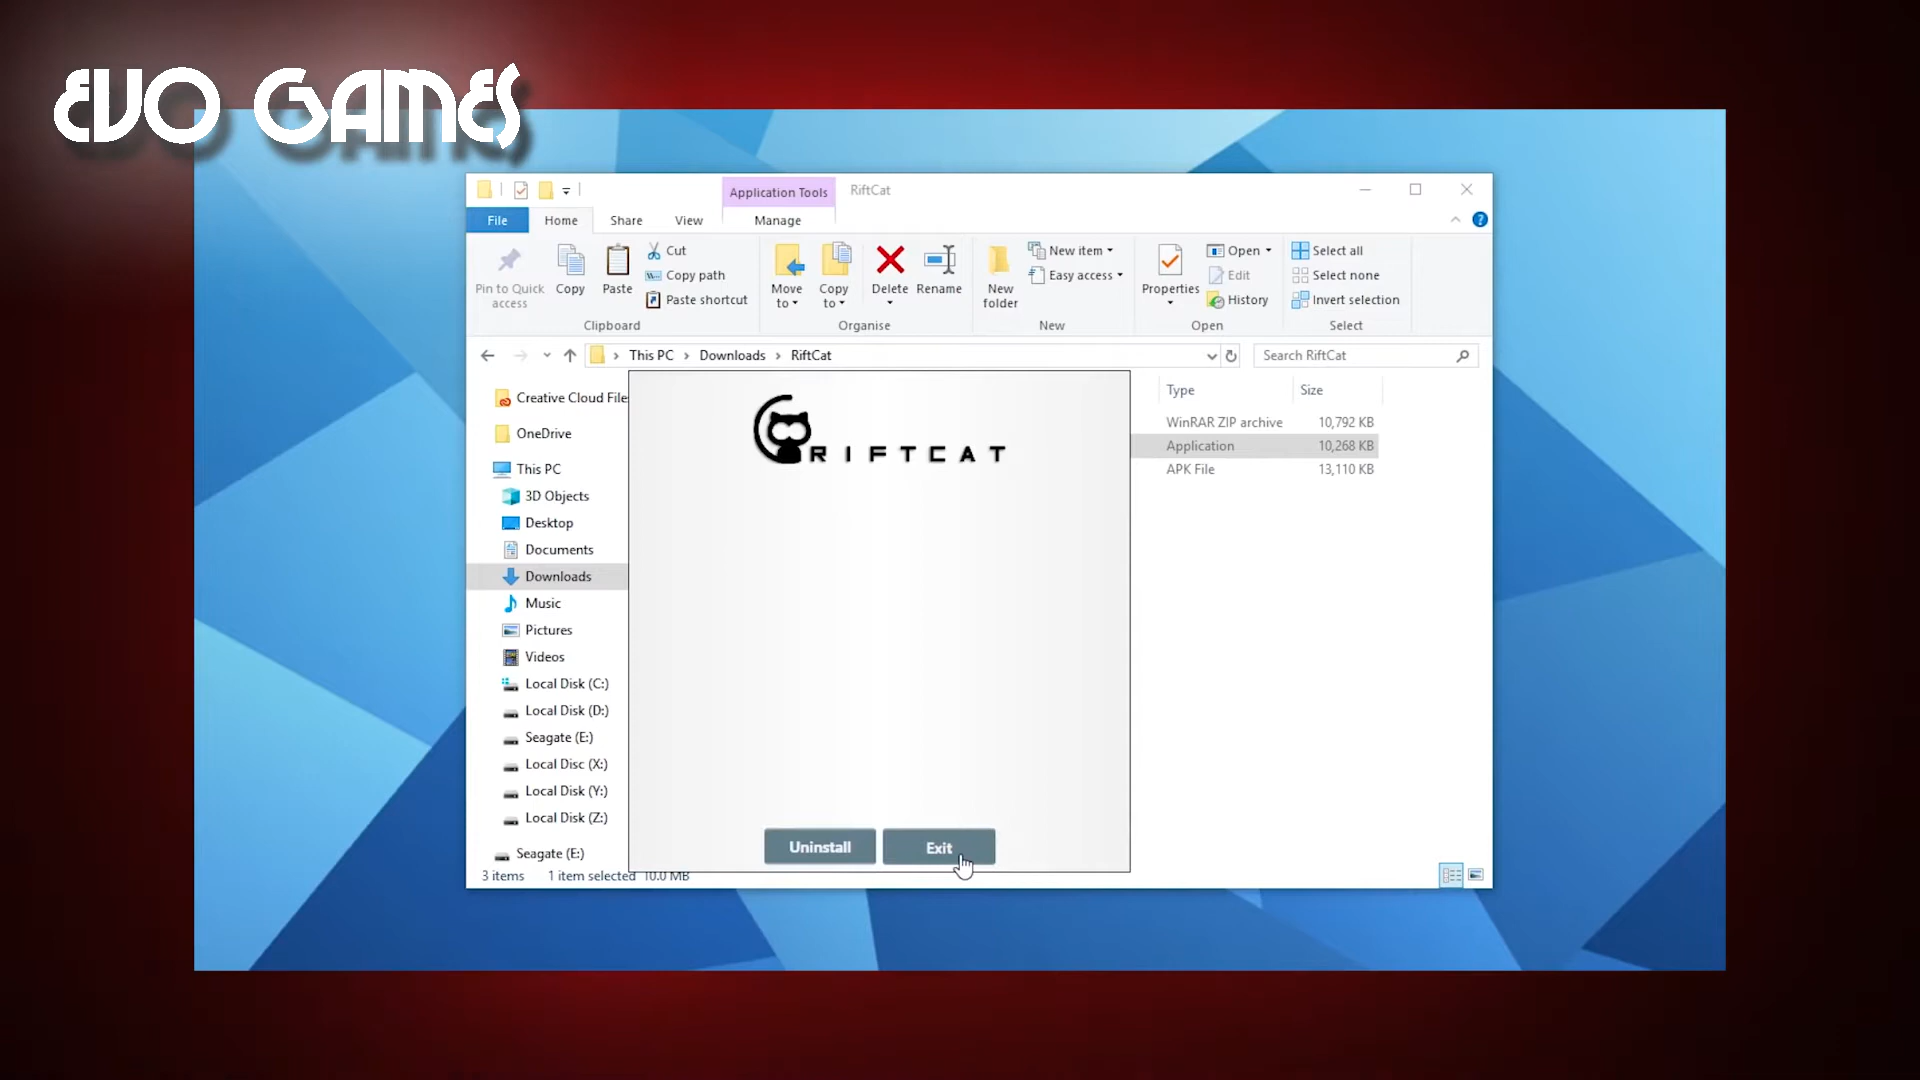 EVO GAMES
Application Tools
RiftCat
File
Home
Share
View
Manage
Pin to Quick access
Copy
Paste
Cut
Copy path
Paste shortcut
Clipboard
Move to
Copy to
Delete
Rename
Organise
New folder
New item
Easy access
New
Properties
Open
Edit
History
Open
Select all
Select none
Invert selection
Select
This PC > Downloads > RiftCat
Search RiftCat
Creative Cloud File
OneDrive
This PC
3D Objects
Desktop
Documents
Downloads
Music
Pictures
Videos
Local Disk (C:)
Local Disk (D:)
Seagate (E:)
Local Disc (X:)
Local Disk (Y:)
Local Disk (Z:)
Seagate (E:)
Type Size
WinRAR ZIP archive 10,792 KB
Application 10,268 KB
APK File 13,110 KB
RIFTCAT
Uninstall
Exit
3 items 1 item selected 10.0 MB